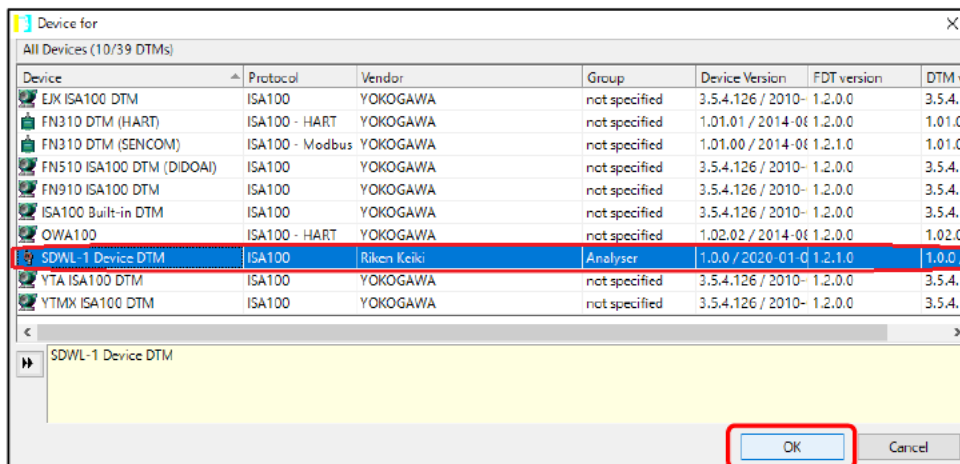 Device for
All Devices (10/39 DTMs)
Device Protocol Vendor Group Device Version FDT version DTM
EJX ISA100 DTM ISA100 YOKOGAWA not specified 3.5.4.126 / 2010- 1.2.0.0 3.5.4.
FN310 DTM (HART) ISA100 - HART YOKOGAWA not specified 1.01.01 / 2014-08 1.2.0.0 1.01.0
FN310 DTM (SENCOM) ISA100 - Modbus YOKOGAWA not specified 1.01.00 / 2014-08 1.2.1.0 1.01.0
FN510 ISA100 DTM (DIDOAI) ISA100 YOKOGAWA not specified 3.5.4.126 / 2010- 1.2.0.0 3.5.4.
FN910 ISA100 DTM ISA100 YOKOGAWA not specified 3.5.4.126 / 2010- 1.2.0.0 3.5.4.
ISA100 Built-in DTM ISA100 YOKOGAWA not specified 3.5.4.126 / 2010- 1.2.0.0 3.5.4.
OWA100 ISA100 - HART YOKOGAWA not specified 1.02.02 / 2014-08 1.2.0.0 1.02.0
SDWL-1 Device DTM ISA100 Riken Keiki Analyser 1.0.0 / 2020-01-0 1.2.1.0 1.0.0 /
YTA ISA100 DTM ISA100 YOKOGAWA not specified 3.5.4.126 / 2010- 1.2.0.0 3.5.4.
YTMX ISA100 DTM ISA100 YOKOGAWA not specified 3.5.4.126 / 2010- 1.2.0.0 3.5.4.
SDWL-1 Device DTM
OK Cancel